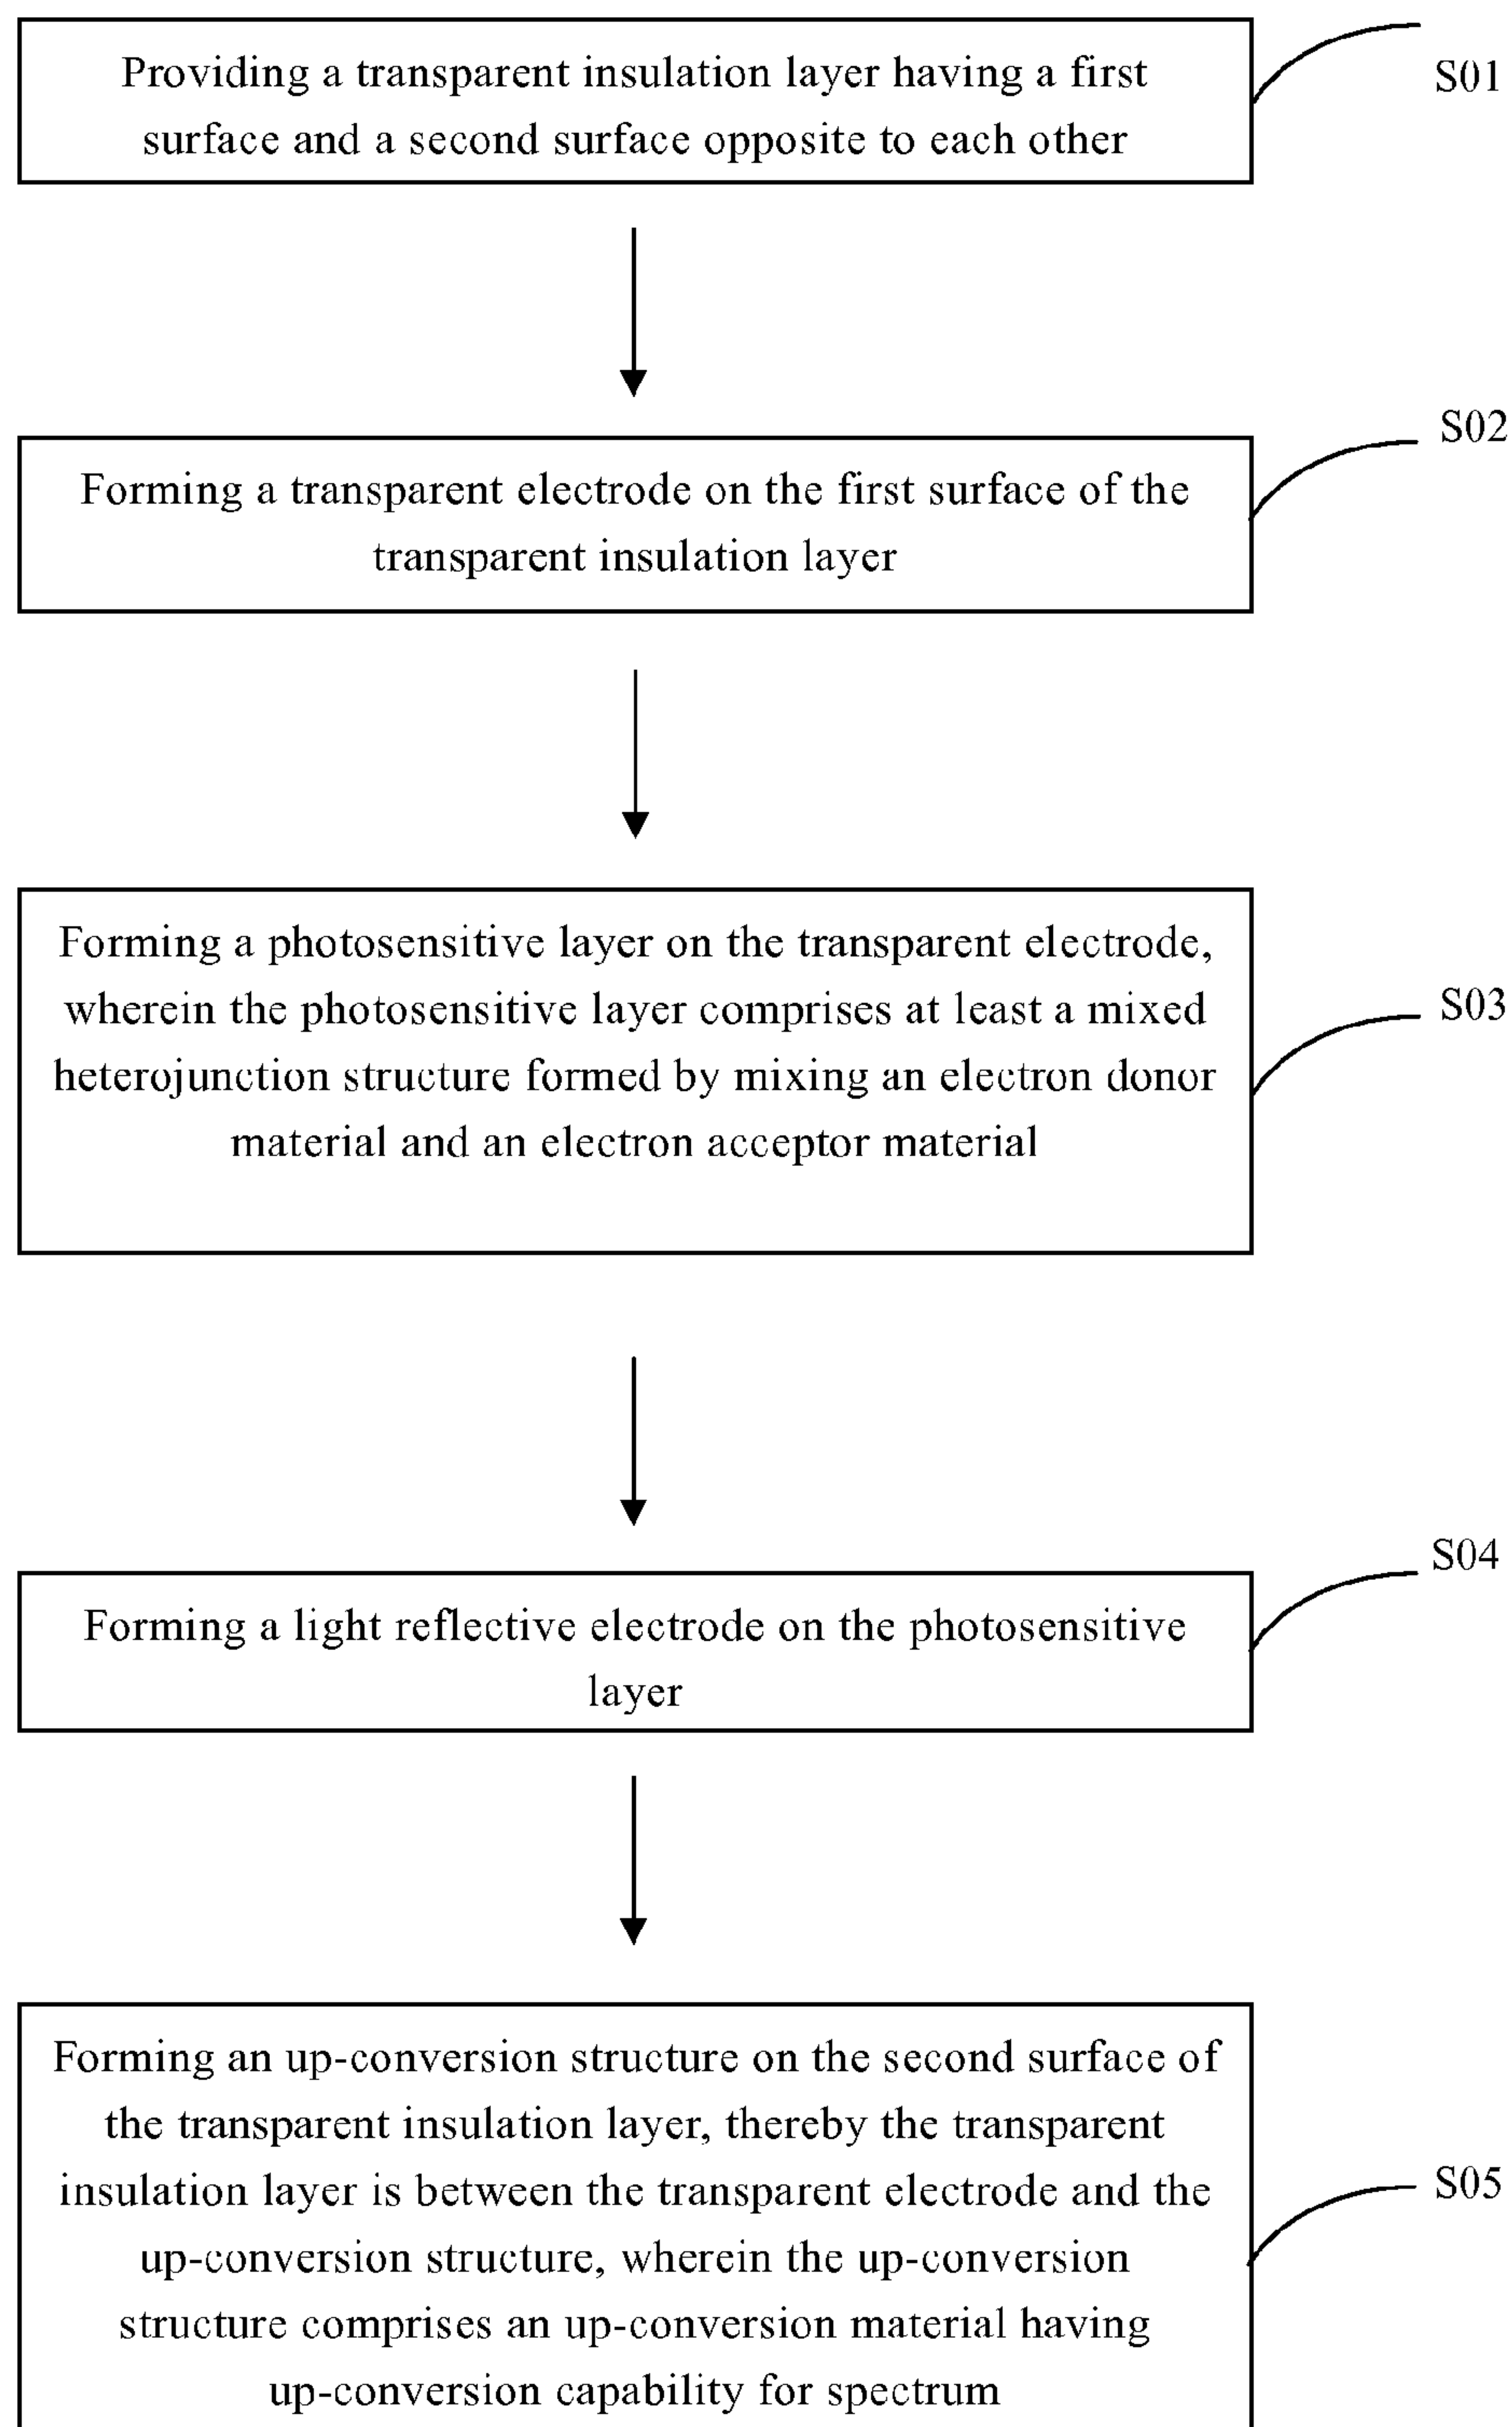 Providing a transparent insulation layer having a first
surface and a second surface opposite to each other
S01
Forming a transparent electrode on the first surface of the
transparent insulation layer
S02
Forming a photosensitive layer on the transparent electrode,
wherein the photosensitive layer comprises at least a mixed
heterojunction structure formed by mixing an electron donor
material and an electron acceptor material
S03
Forming a light reflective electrode on the photosensitive
layer
S04
Forming an up-conversion structure on the second surface of
the transparent insulation layer, thereby the transparent
insulation layer is between the transparent electrode and the
up-conversion structure, wherein the up-conversion
structure comprises an up-conversion material having
up-conversion capability for spectrum
S05